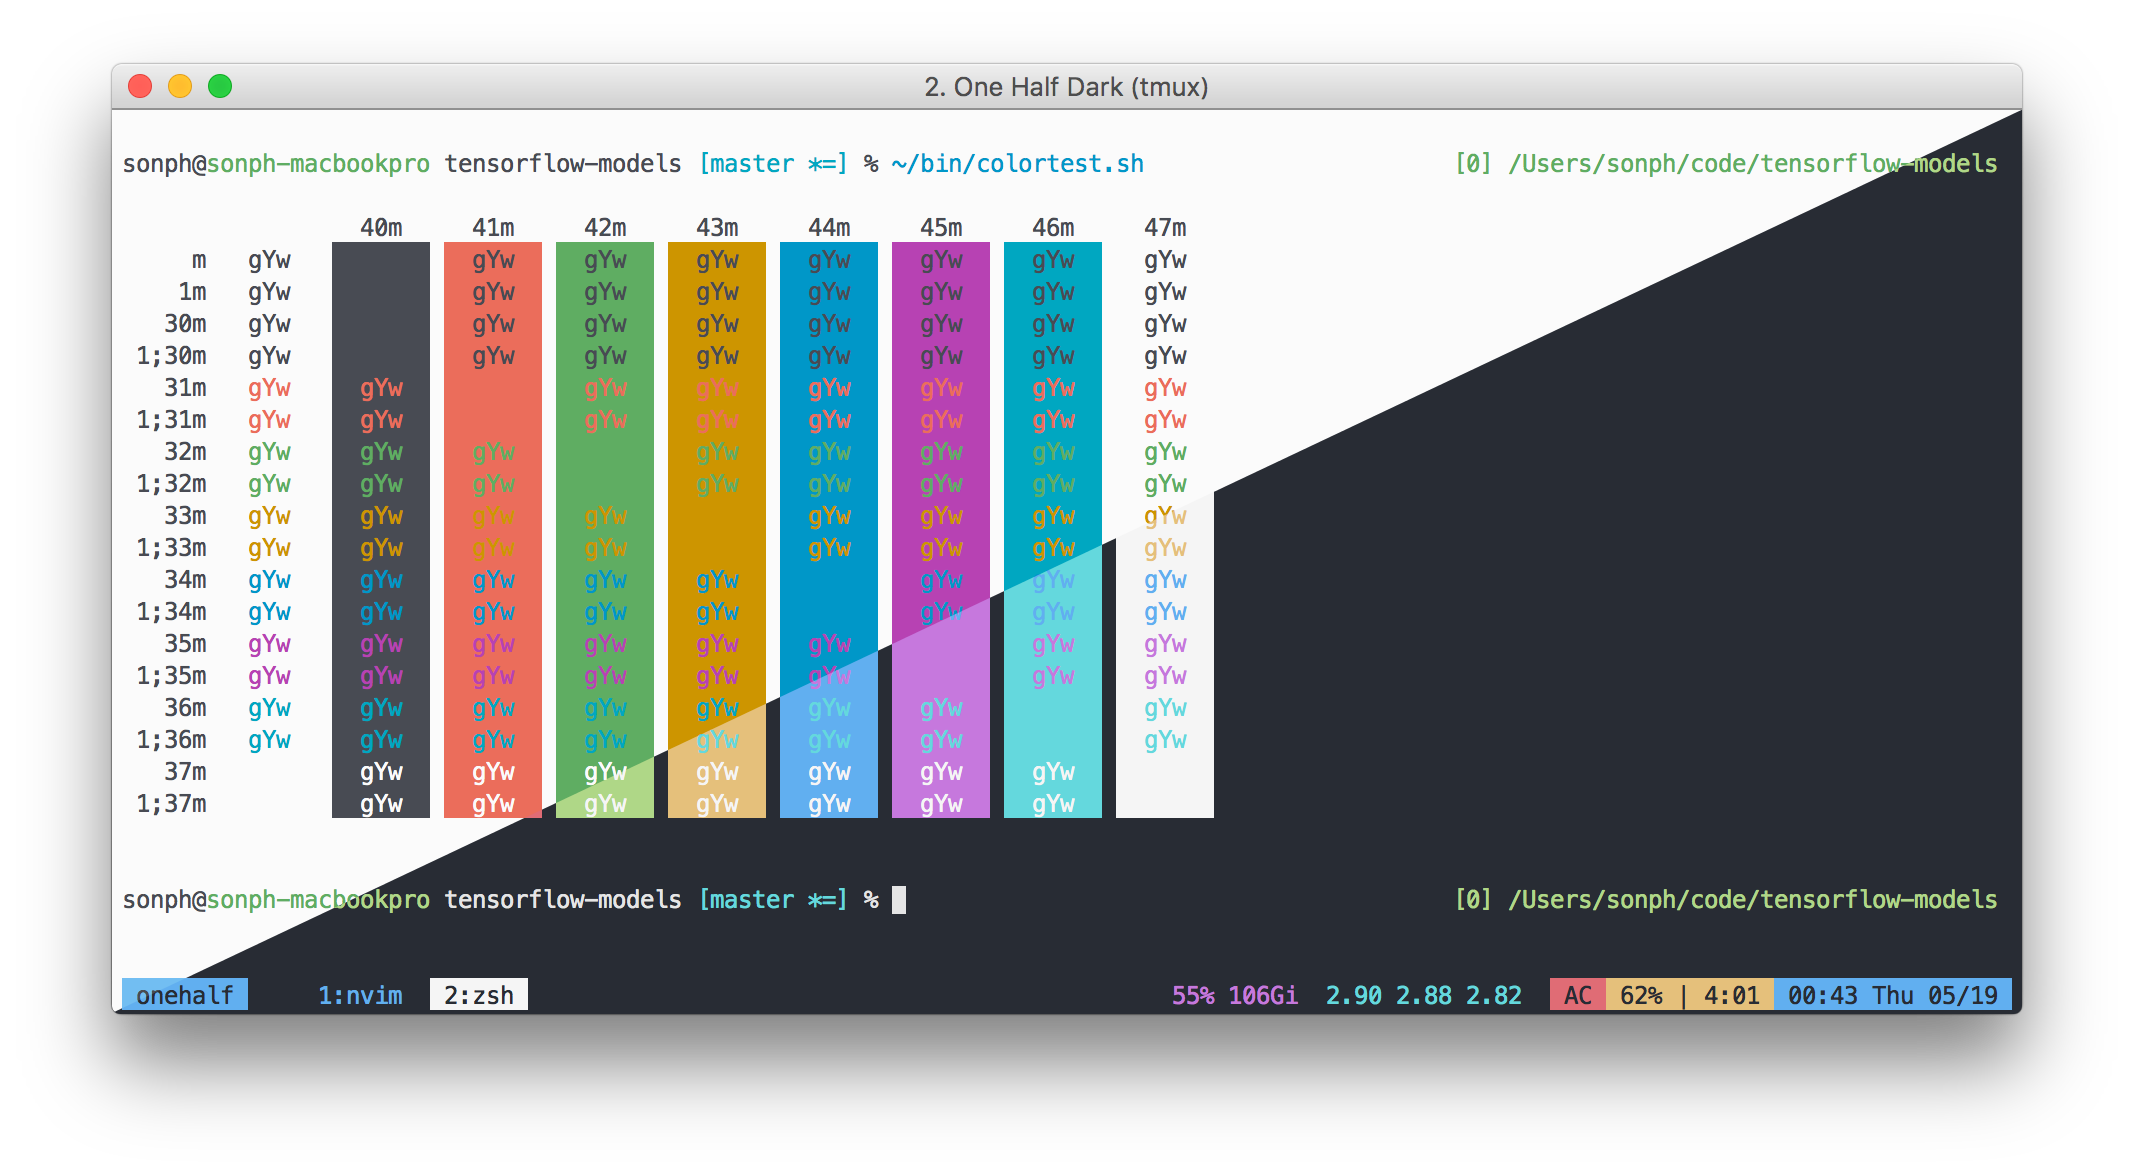 2. One Half Dark (tmux)
sonph@sonph-macbookpro tensorflow-models [master *=] % ~/bin/colortest.sh [0] /Users/sonph/code/tensorflow-models
40m 41m 42m 43m 44m 45m 46m 47m
m gYw gYw gYw gYw gYw gYw gYw gYw
1m gYw gYw gYw gYw gYw gYw gYw gYw
30m gYw gYw gYw gYw gYw gYw gYw gYw
1;30m gYw gYw gYw gYw gYw gYw gYw gYw
31m gYw gYw gYw gYw gYw gYw gYw gYw
1;31m gYw gYw gYw gYw gYw gYw gYw gYw
32m gYw gYw gYw gYw gYw gYw gYw gYw
1;32m gYw gYw gYw gYw gYw gYw gYw gYw
33m gYw gYw gYw gYw gYw gYw gYw gYw
1;33m gYw gYw gYw gYw gYw gYw gYw gYw
34m gYw gYw gYw gYw gYw gYw gYw gYw
1;34m gYw gYw gYw gYw gYw gYw gYw gYw
35m gYw gYw gYw gYw gYw gYw gYw gYw
1;35m gYw gYw gYw gYw gYw gYw gYw gYw
36m gYw gYw gYw gYw gYw gYw gYw gYw
1;36m gYw gYw gYw gYw gYw gYw gYw gYw
37m gYw gYw gYw gYw gYw gYw gYw
1;37m gYw gYw gYw gYw gYw gYw gYw
sonph@sonph-macbookpro tensorflow-models [master *=] % [0] /Users/sonph/code/tensorflow-models
onehalf 1:nvim 2:zsh 55% 106Gi 2.90 2.88 2.82 AC 62% | 4:01 00:43 Thu 05/19